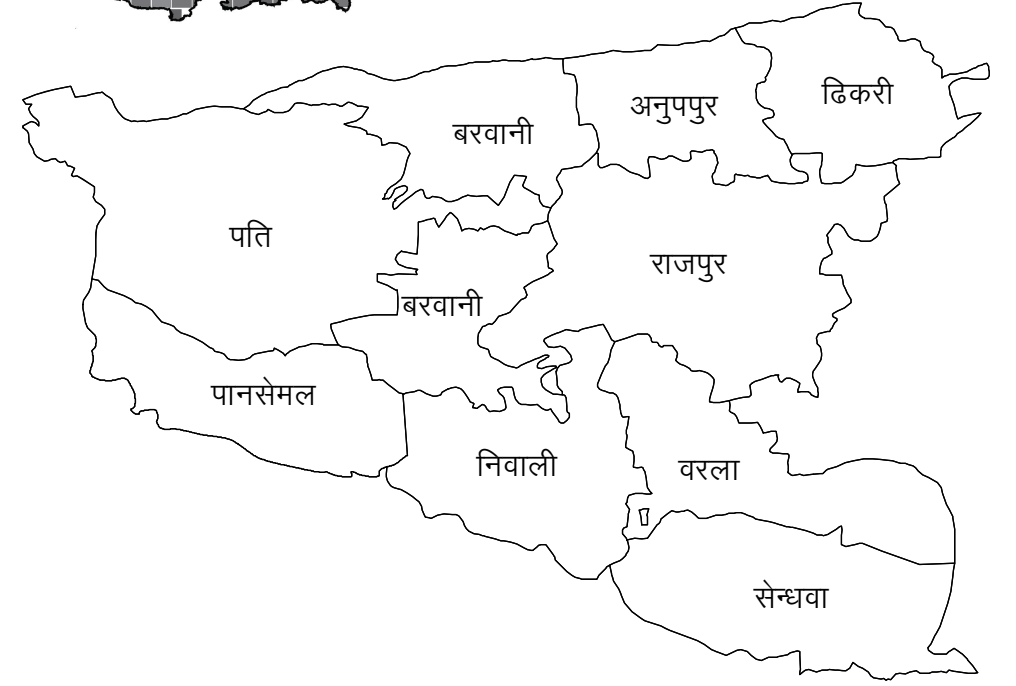 ढिकरी
अनुपपुर
बरवानी
पति
राजपुर
बरवानी
पानसेमल
निवाली
वरला
सेन्धवा